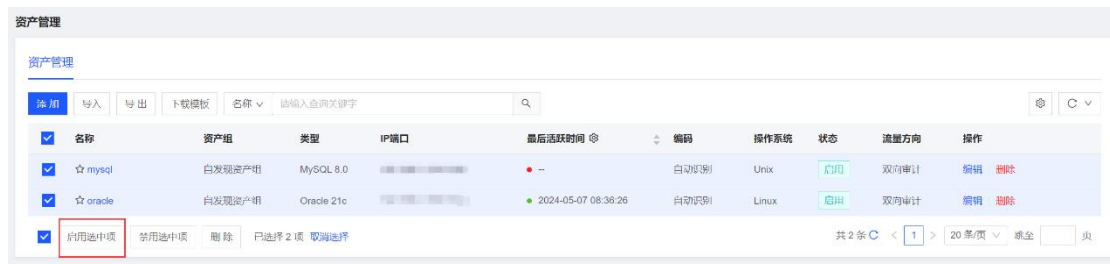 资产管理
资产管理
添加 导入 导出 下载模板 名称 请输入查询关键字
名称 资产组 类型 IP端口 最后活跃时间 编码 操作系统 状态 流量方向 操作
mysql 自发现资产组 MySQL 8.0 -- 自动识别 Unix 启用 双向审计 编辑 删除
oracle 自发现资产组 Oracle 21c 2024-05-07 08:36:26 自动识别 Linux 启用 双向审计 编辑 删除
启用选中项 禁用选中项 删除 已选择 2 项 取消选择 共 2 条 < 1 > 20 条/页 跳至 页